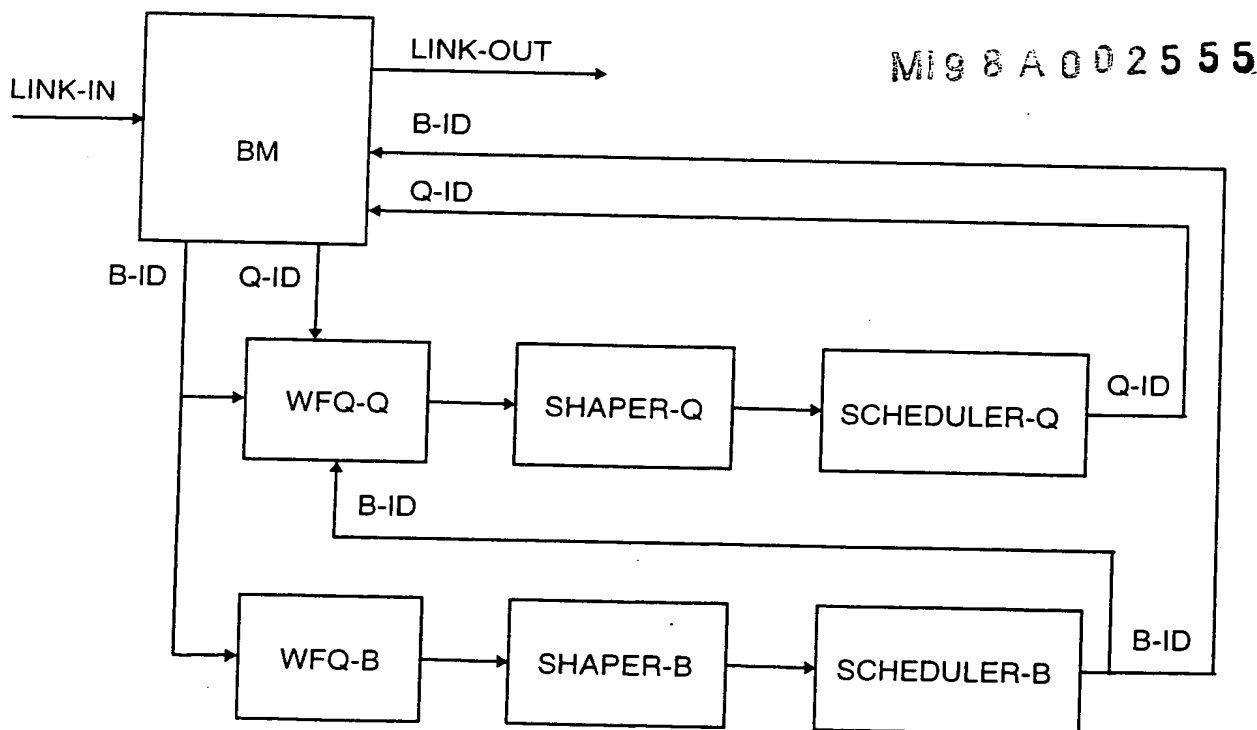 LINK-OUT
MI98A002555
LINK-IN
BM
B-ID
Q-ID
B-ID
Q-ID
WFQ-Q
SHAPER-Q
SCHEDULER-Q
Q-ID
B-ID
WFQ-B
SHAPER-B
SCHEDULER-B
B-ID